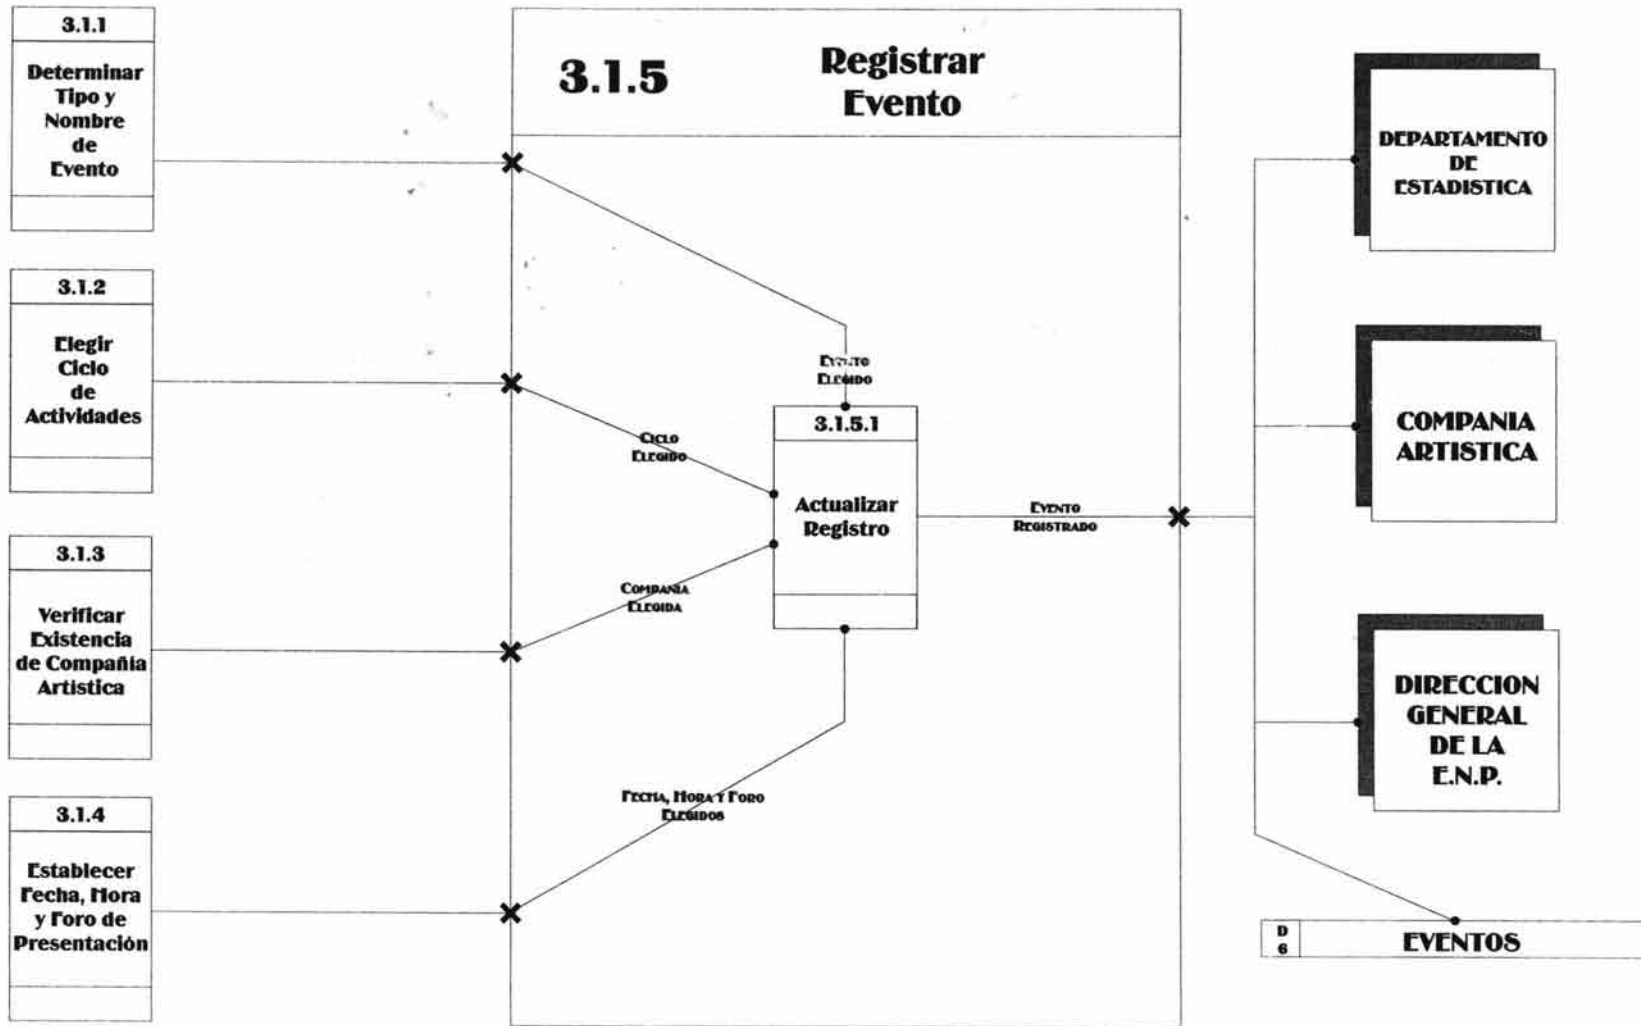 3.1.1
Determinar
Tipo y
Nombre
de
Evento
3.1.2
Elegir
Ciclo
de
Actividades
3.1.3
Verificar
Existencia
de Compañia
Artistica
3.1.4
Establecer
Fecha, Hora
y Foro de
Presentación
3.1.5
Registrar
Evento
EVENTO
ELEGIDO
CICLO
ELEGIDO
COMPANIA
ELEGIDA
FECHA, HORA Y FORO
ELEGIDOS
3.1.5.1
Actualizar
Registro
EVENTO
REGISTRADO
DEPARTAMENTO
DE
ESTADISTICA
COMPANIA
ARTISTICA
DIRECCION
GENERAL
DE LA
E.N.P.
D
6
EVENTOS